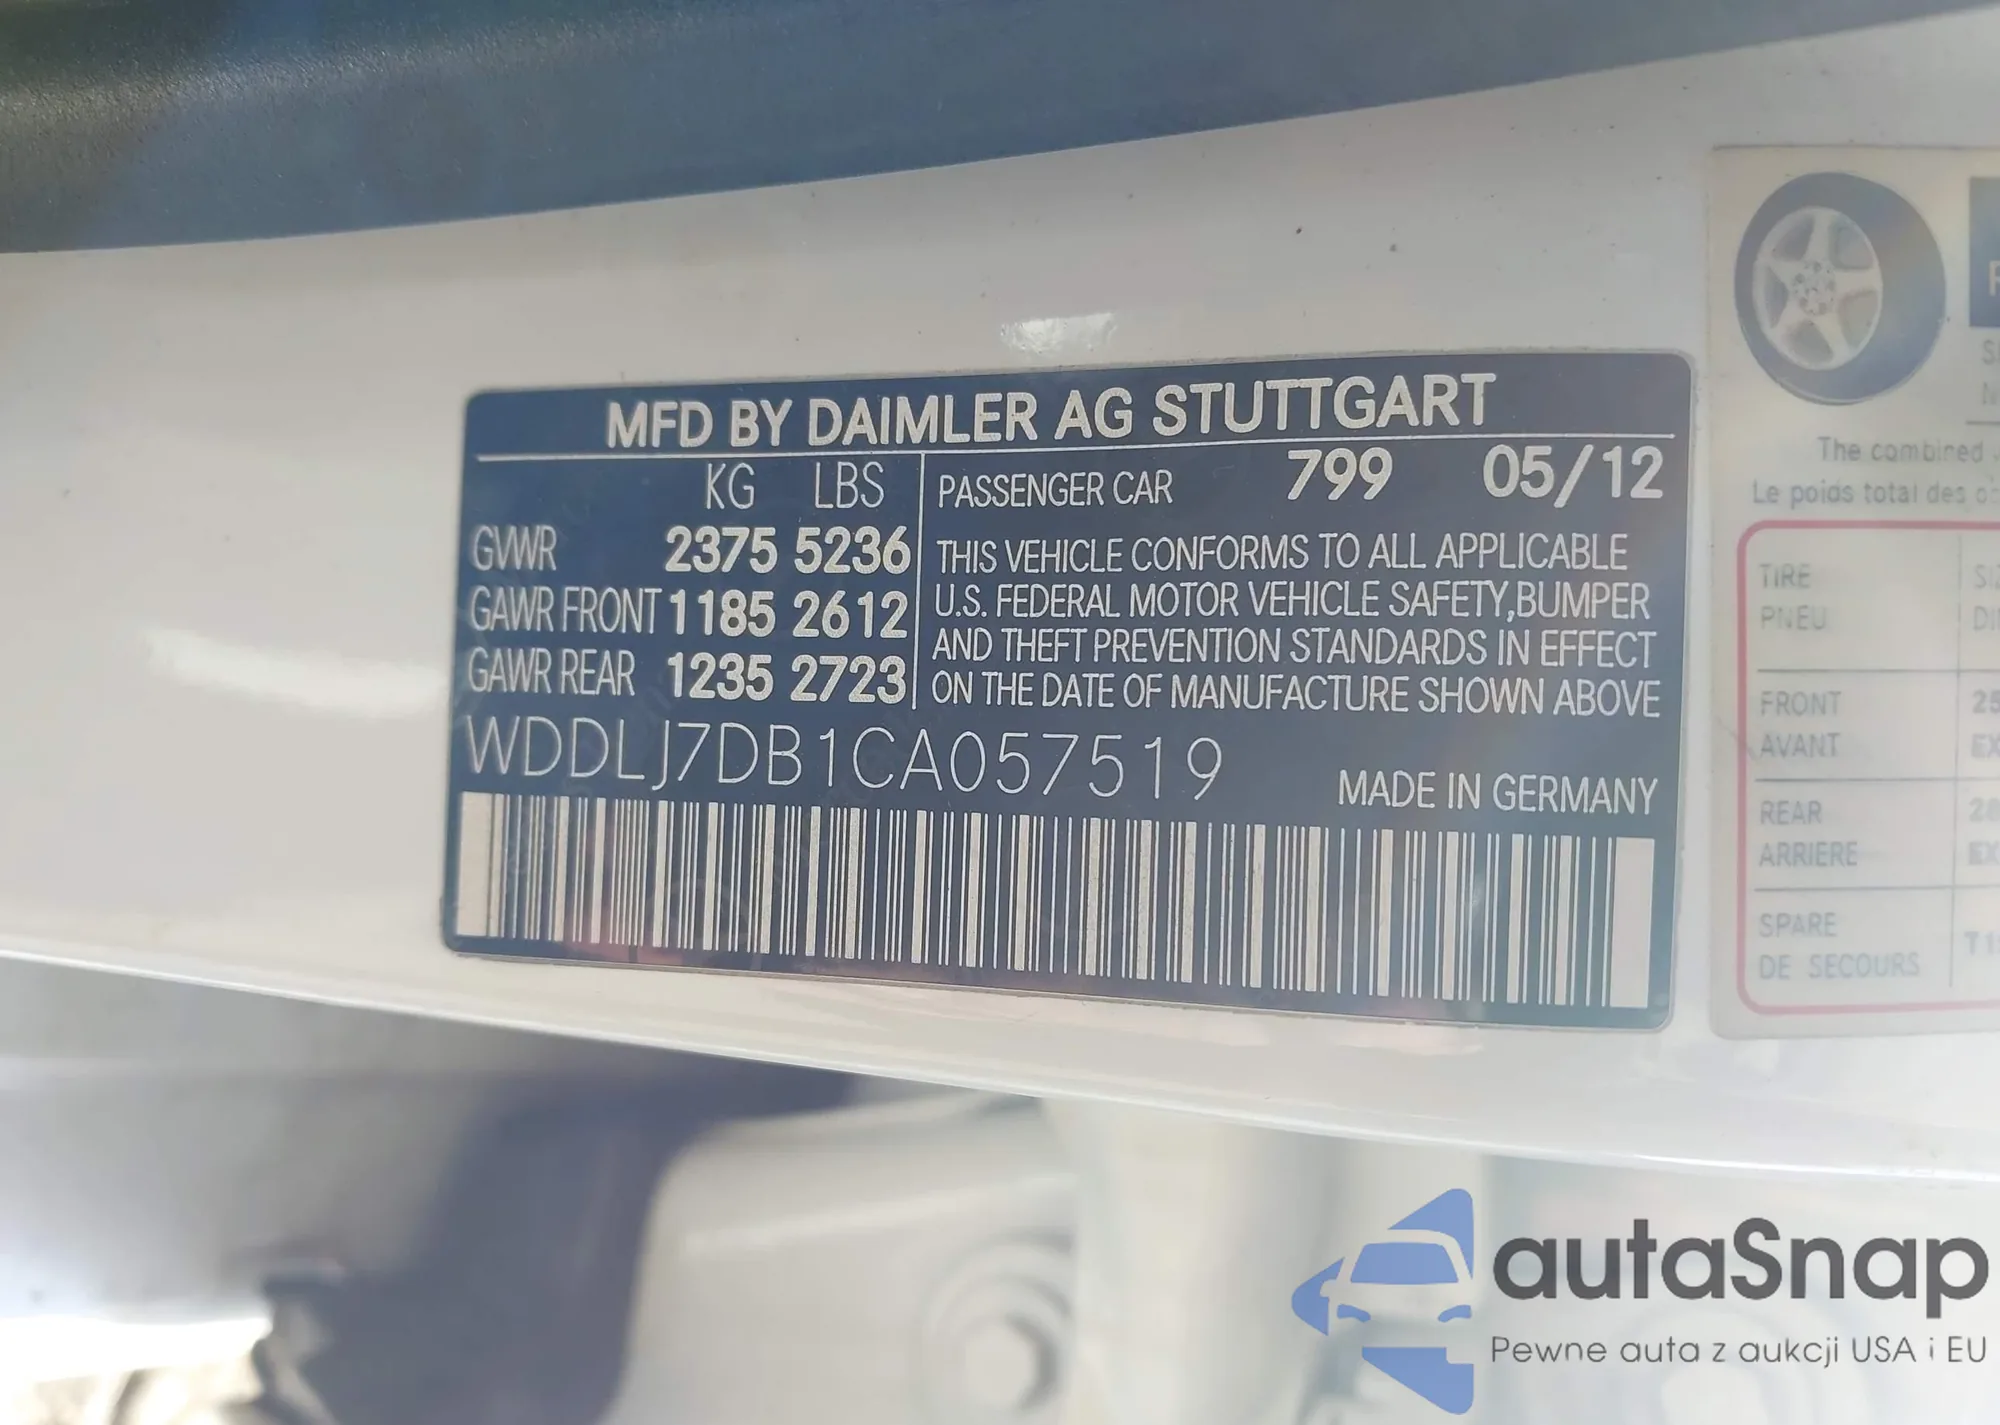 MFD BY DAIMLER AG STUTTGART
KG LBS
GVWR 2375 5236
GAWR FRONT 1185 2612
GAWR REAR 1235 2723
PASSENGER CAR 799 05/12
THIS VEHICLE CONFORMS TO ALL APPLICABLE
U.S. FEDERAL MOTOR VEHICLE SAFETY, BUMPER
AND THEFT PREVENTION STANDARDS IN EFFECT
ON THE DATE OF MANUFACTURE SHOWN ABOVE
WDDLJ7DB1CA057519
MADE IN GERMANY
The combined
Le poids total des
TIRE
PNEU
FRONT
AVANT
REAR
ARRIERE
SPARE
DE SECOURS
autaSnap
Pewne auta z aukcji USA i EU